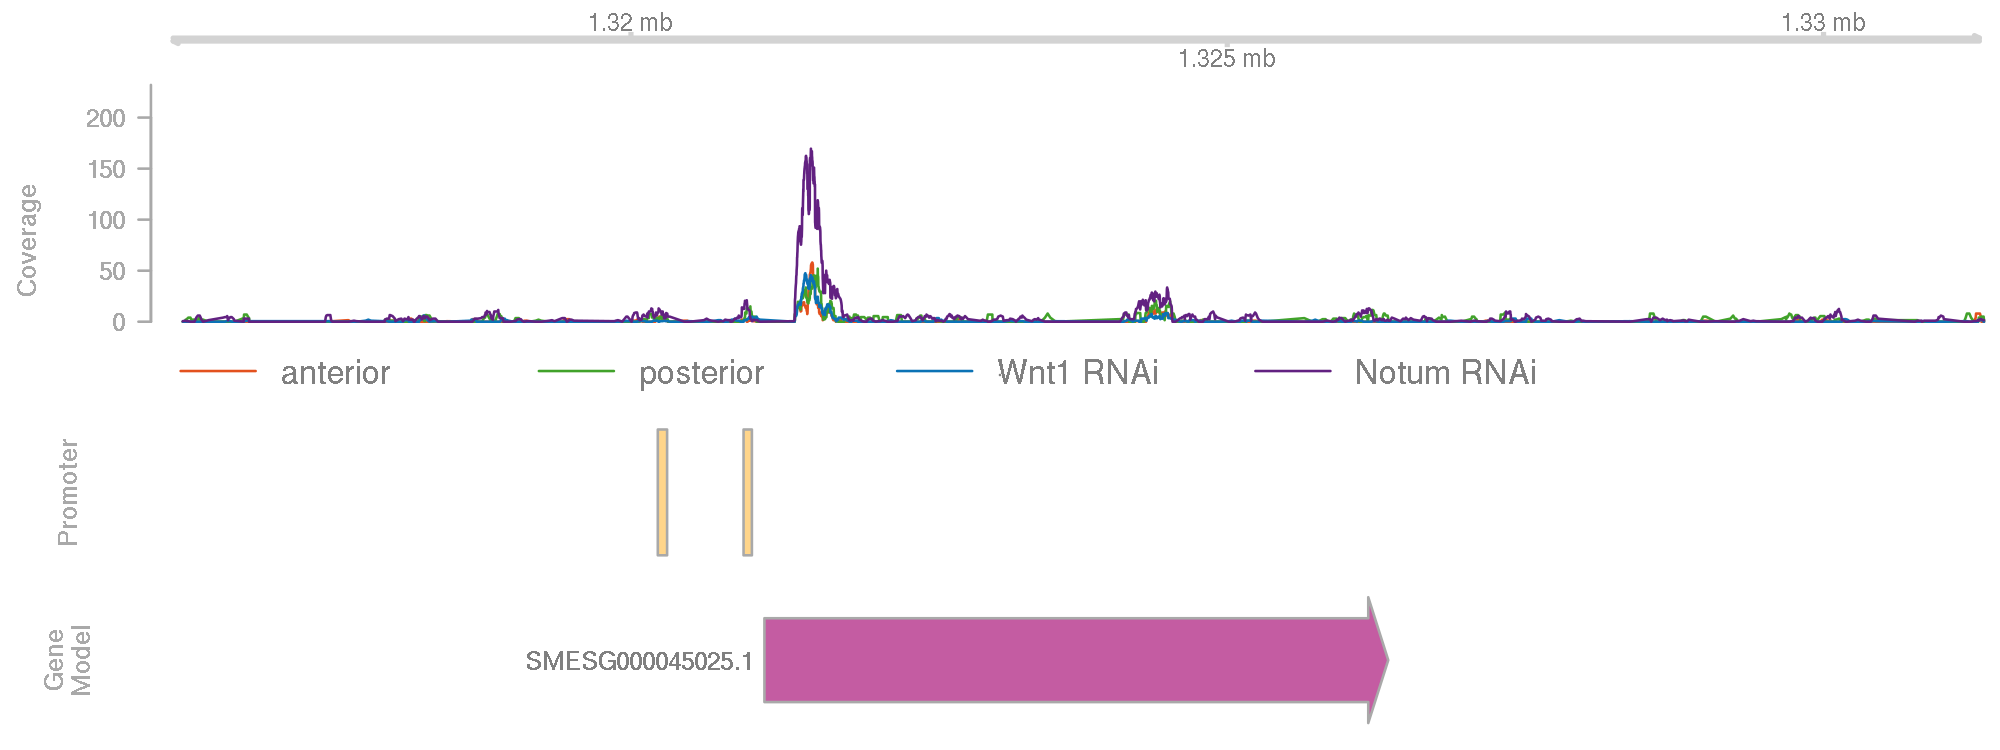 1.32 mb
1.33 mb
1.325 mb
Coverage
200
150
100
50
0
anterior posterior Wnt1 RNAi Notum RNAi
Promoter
Gene
Model
SMESG000045025.1